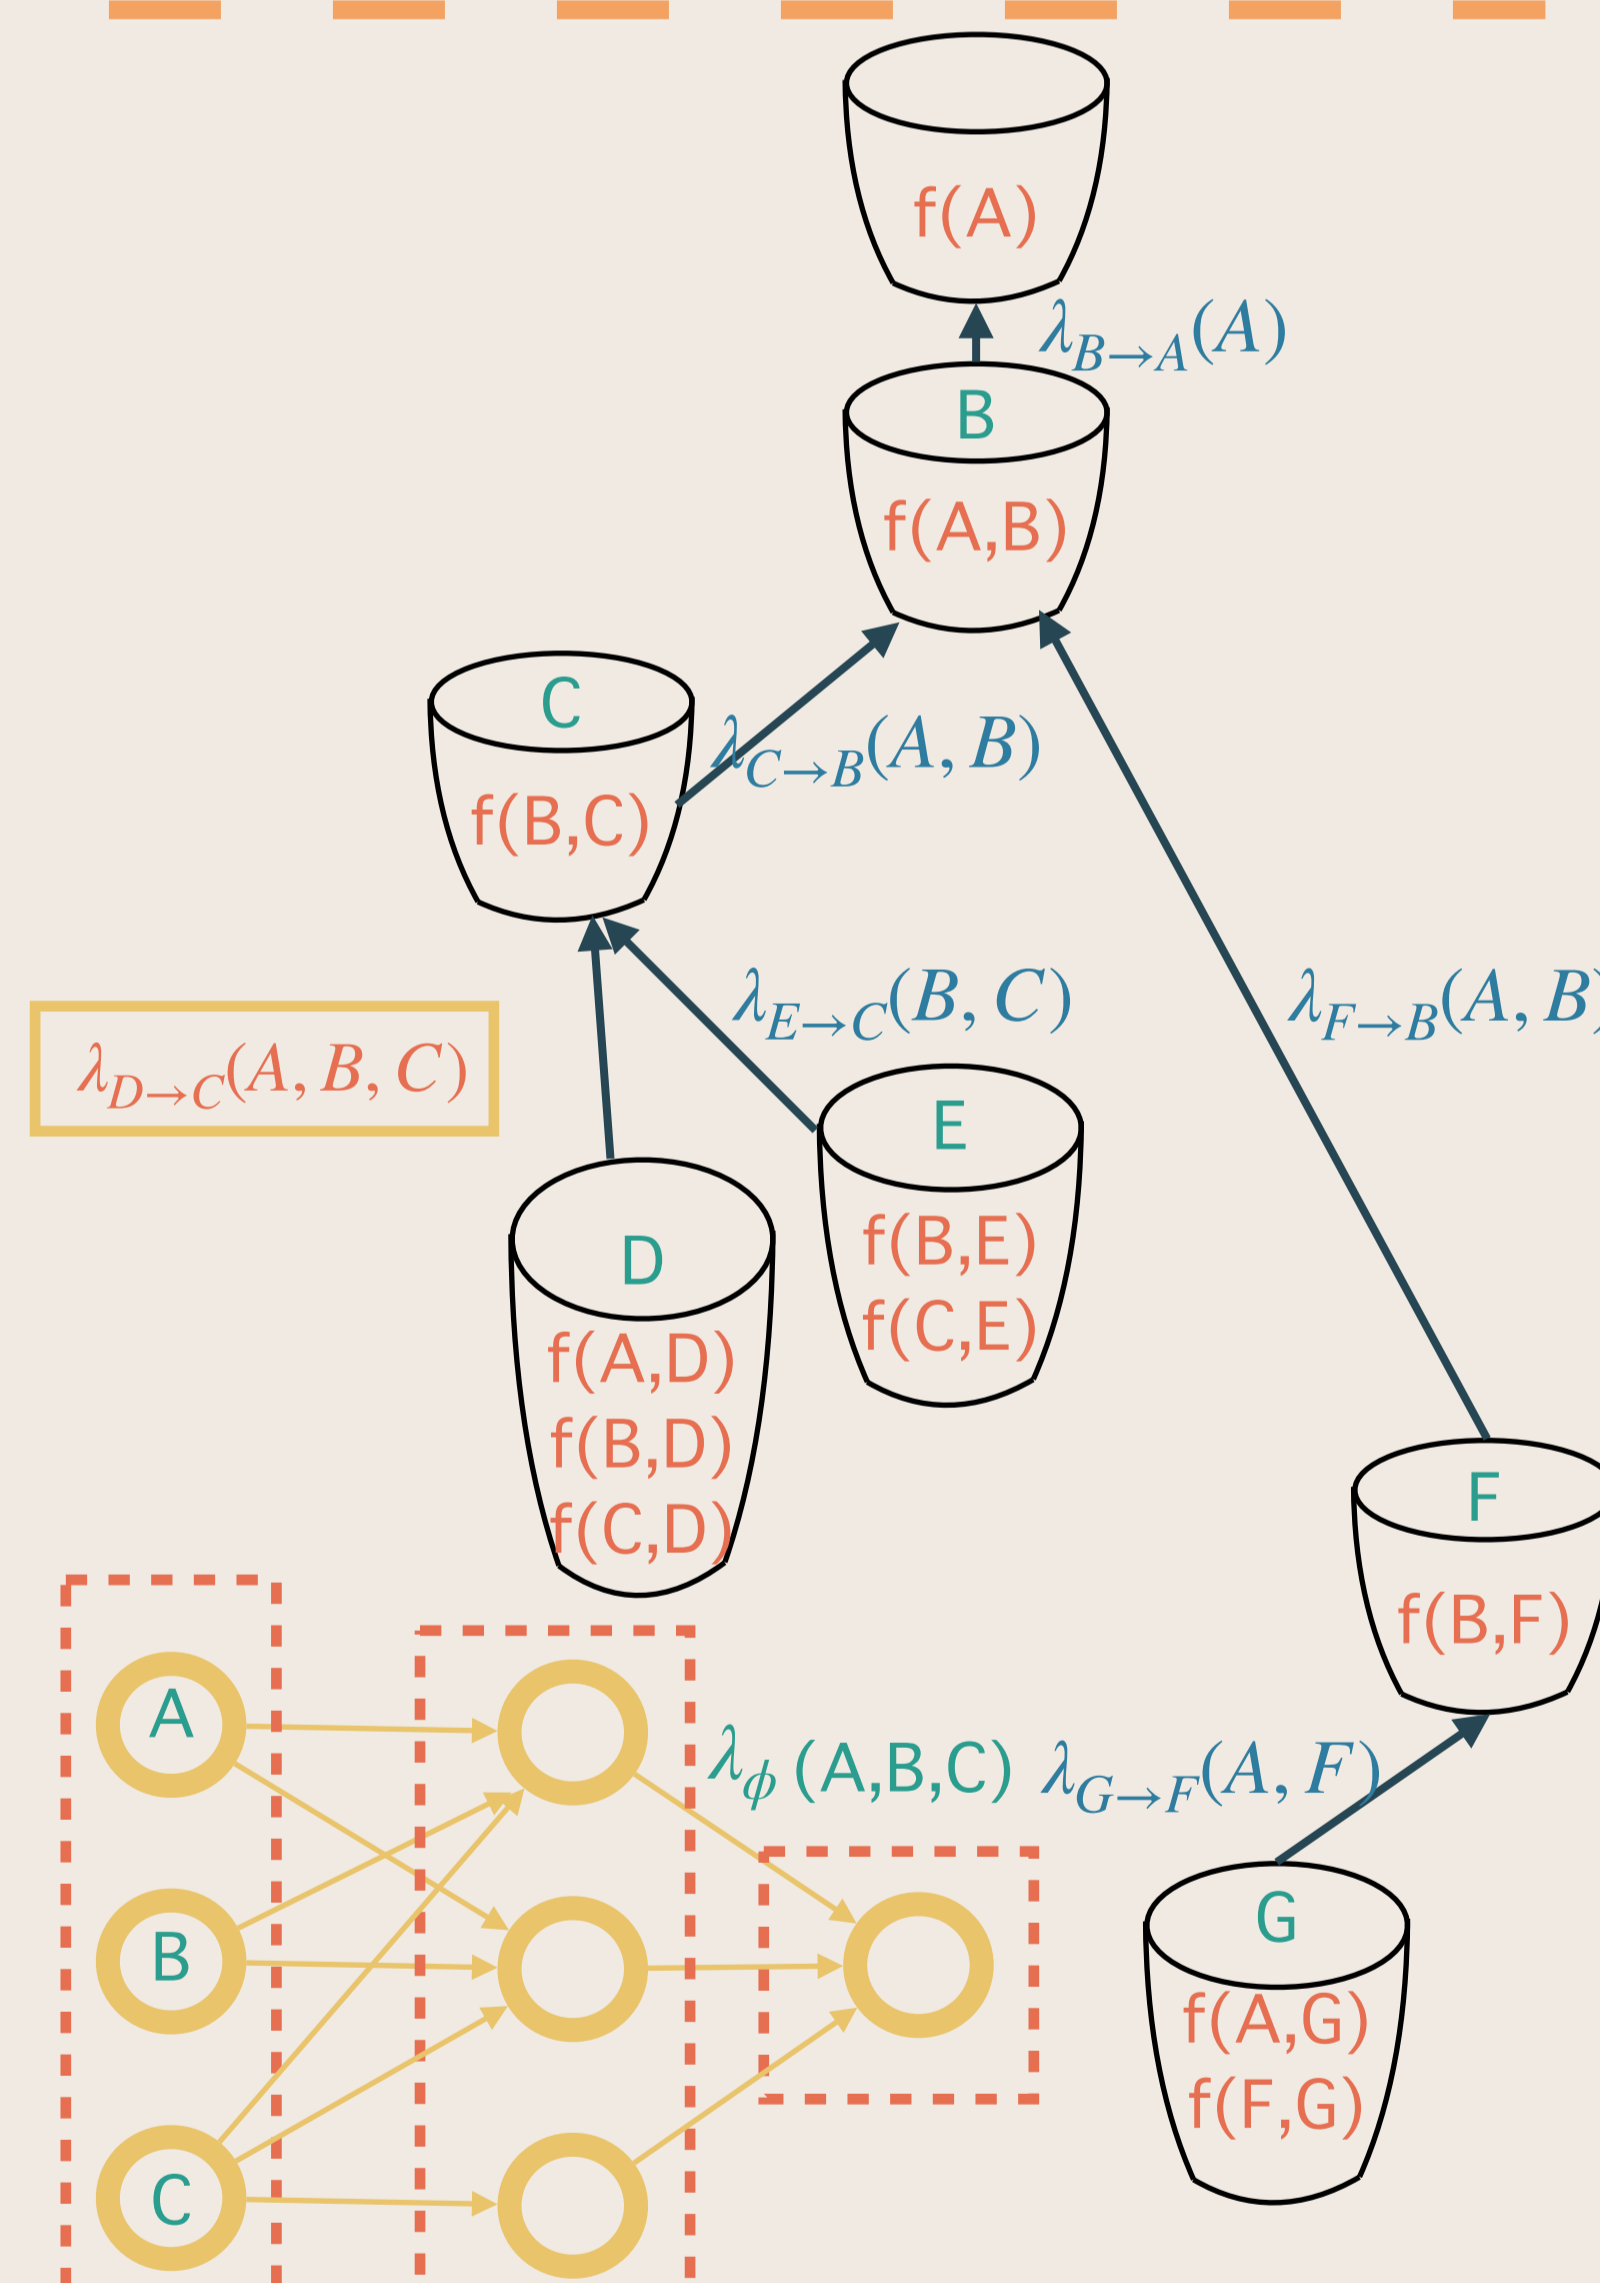 f(A)
λB→A(A)
B
f(A,B)
C
f(B,C)
λC→B(A, B)
λE→C(B, C)
λF→B(A, B)
λD→C(A, B, C)
E
f(B,E)
f(C,E)
D
f(A,D)
f(B,D)
f(C,D)
F
f(B,F)
A
λϕ (A,B,C)
λG→F(A, F)
G
f(A,G)
f(F,G)
B
C